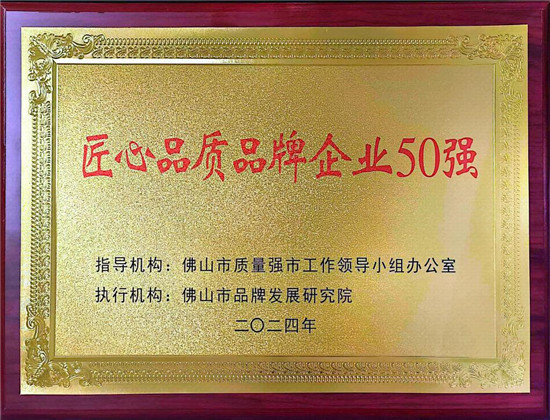 匠心品质品牌企业50强
指导机构：佛山市质量强市工作领导小组办公室
执行机构：佛山市品牌发展研究院
二〇二四年